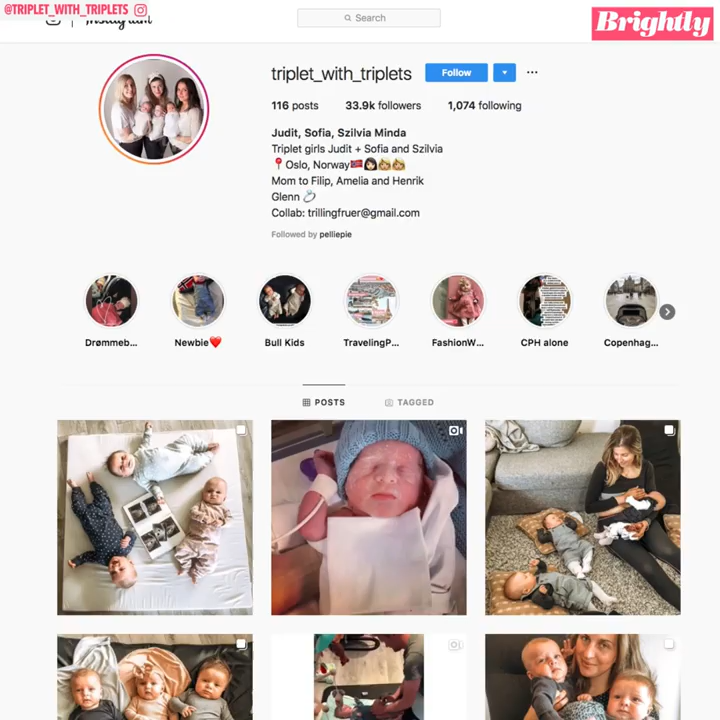 @TRIPLET_WITH_TRIPLETS
Instagram
Search
Brightly
triplet_with_triplets
Follow
116 posts 33.9k followers 1,074 following
Judit, Sofia, Szilvia Minda
Triplet girls Judit + Sofia and Szilvia
Oslo, Norway
Mom to Filip, Amelia and Henrik
Glenn
Collab: trillingfruer@gmail.com
Followed by pelliepie
Drømmeb... Newbie Bull Kids TravelingP... FashionW... CPH alone Copenhag...
POSTS TAGGED